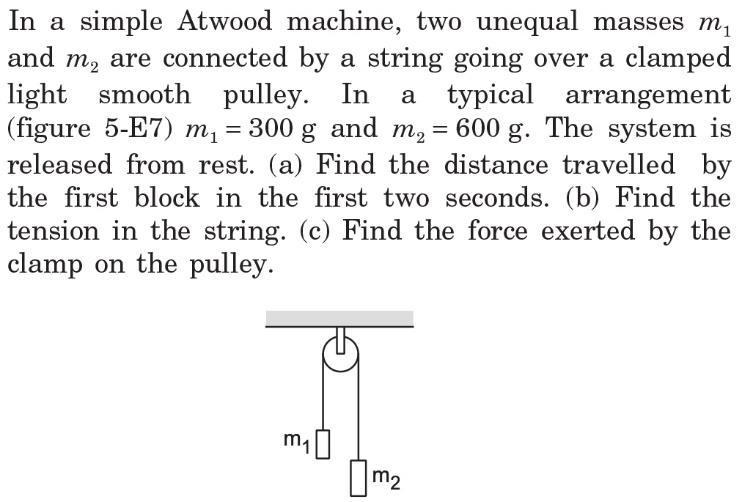 In a simple Atwood machine, two unequal masses m₁
and m₂ are connected by a string going over a clamped
light smooth pulley. In a typical arrangement
(figure 5-E7) m₁ = 300 g and m₂ = 600 g. The system is
released from rest. (a) Find the distance travelled by
the first block in the first two seconds. (b) Find the
tension in the string. (c) Find the force exerted by the
clamp on the pulley.
m₁
m₂